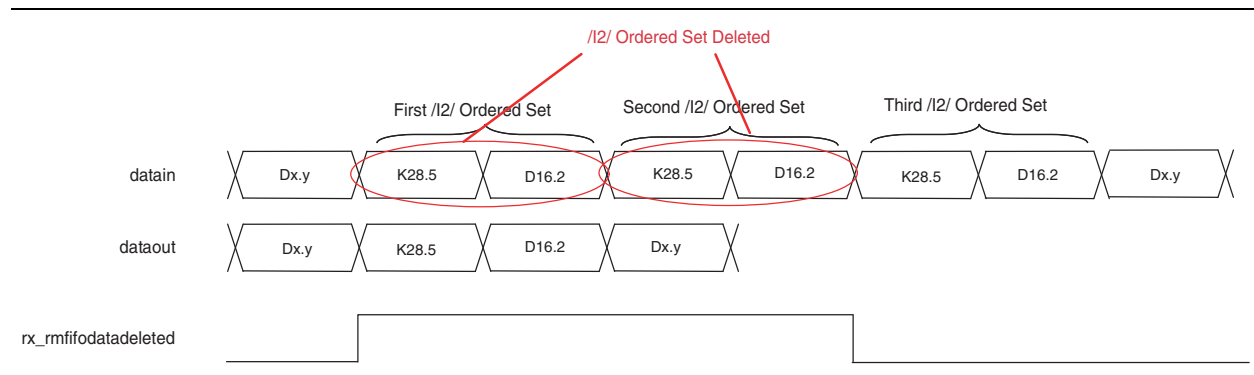 /I2/ Ordered Set Deleted
First /I2/ Ordered Set Second /I2/ Ordered Set Third /I2/ Ordered Set
datain Dx.y K28.5 D16.2 K28.5 D16.2 K28.5 D16.2 Dx.y
dataout Dx.y K28.5 D16.2 Dx.y
rx_rmfifodatadeleted